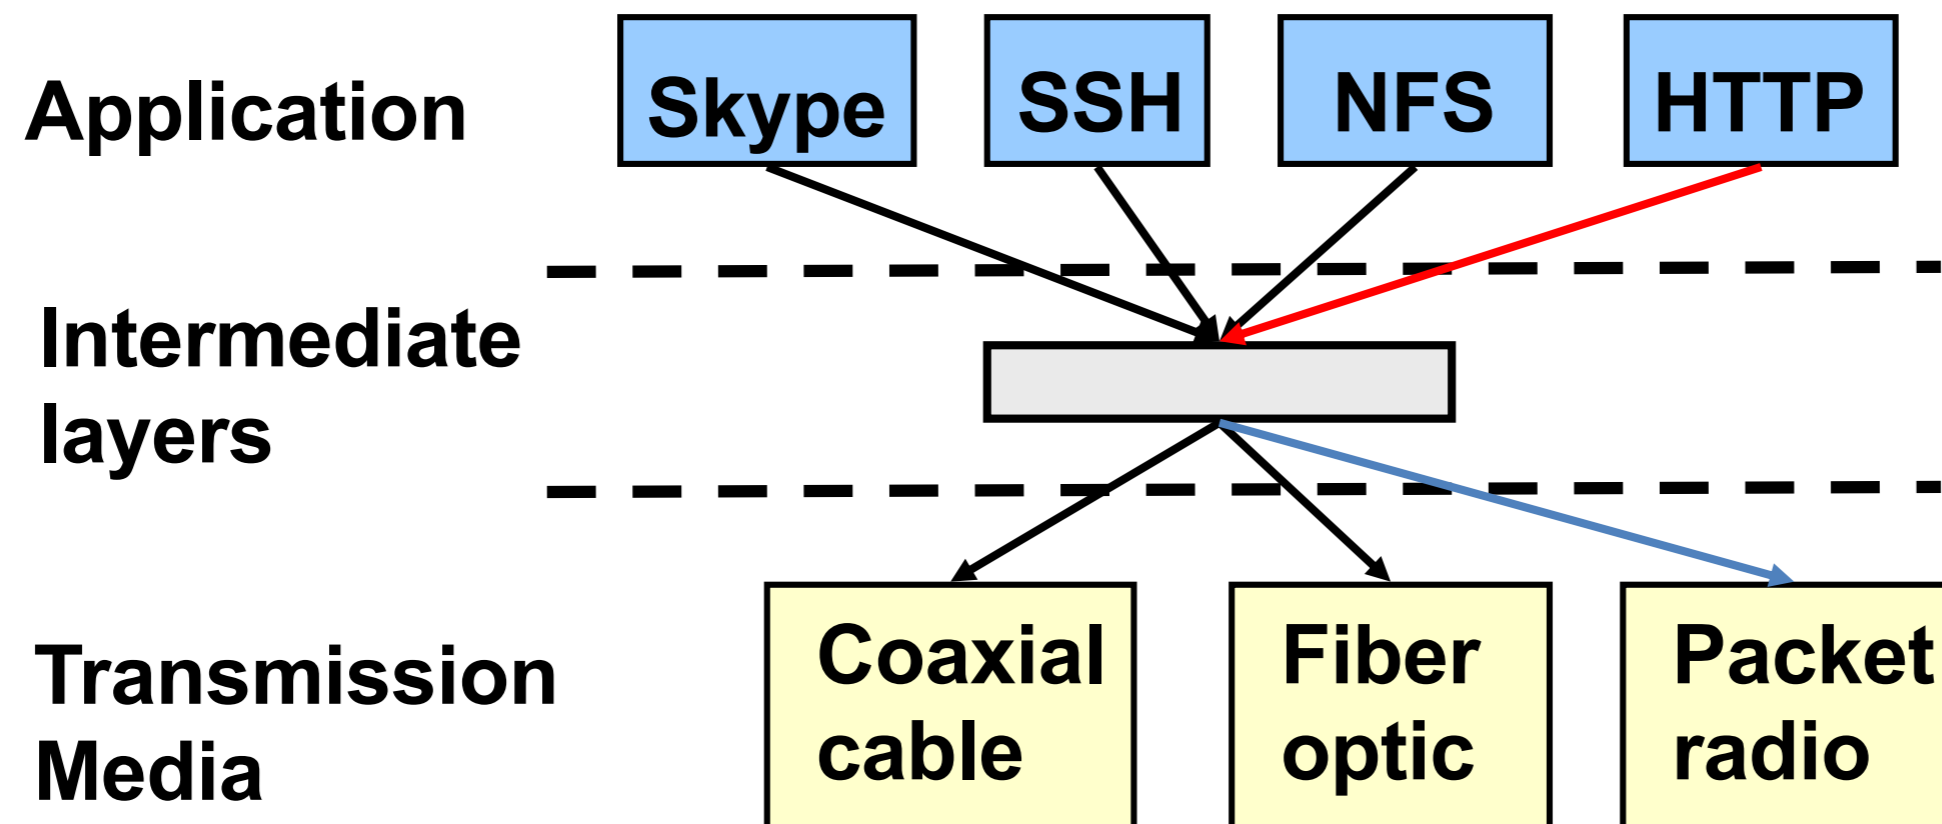 Application
Skype
SSH
NFS
HTTP
Intermediate
layers
Transmission
Media
Coaxial
cable
Fiber
optic
Packet
radio